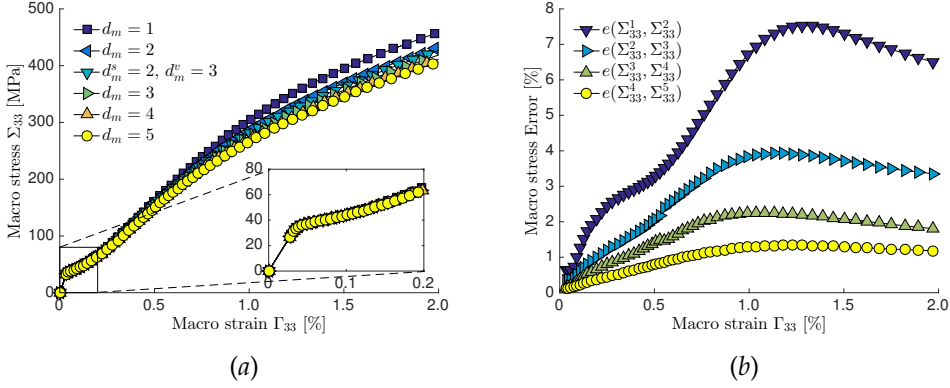 500
400
300
200
100
0
Macro stress Σ₃₃ [MPa]
dₘ = 1
dₘ = 2
dₘˢ = 2, dₘᵛ = 3
dₘ = 3
dₘ = 4
dₘ = 5
80
60
40
20
0
0 0.1 0.2
0 0.5 1.0 1.5 2.0
Macro strain Γ₃₃ [%]
(a)
8
7
6
5
4
3
2
1
0
Macro stress Error [%]
e(Σ¹₃₃, Σ²₃₃)
e(Σ²₃₃, Σ³₃₃)
e(Σ³₃₃, Σ⁴₃₃)
e(Σ⁴₃₃, Σ⁵₃₃)
0 0.5 1.0 1.5 2.0
Macro strain Γ₃₃ [%]
(b)